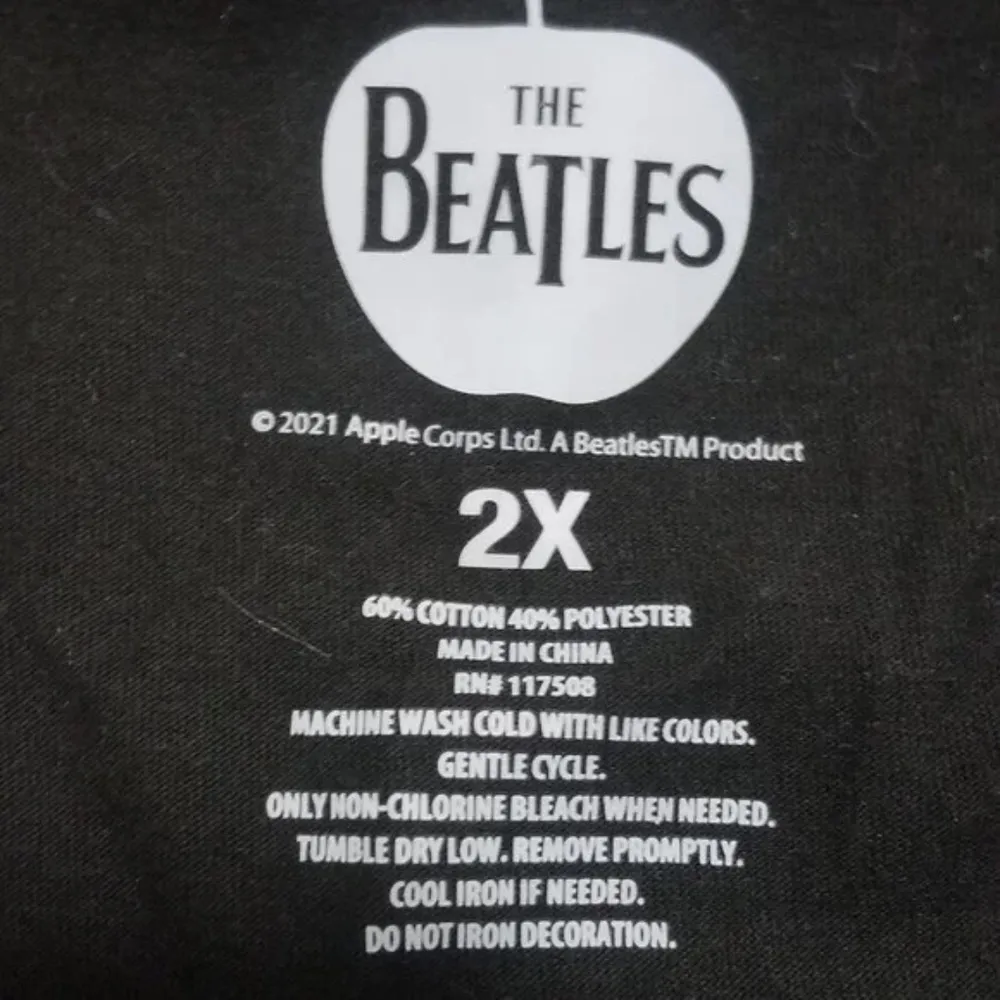 THE
BEATLES
© 2021 Apple Corps Ltd. A BeatlesTM Product
2X
60% COTTON 40% POLYESTER
MADE IN CHINA
RN# 117508
MACHINE WASH COLD WITH LIKE COLORS.
GENTLE CYCLE.
ONLY NON-CHLORINE BLEACH WHEN NEEDED.
TUMBLE DRY LOW. REMOVE PROMPTLY.
COOL IRON IF NEEDED.
DO NOT IRON DECORATION.